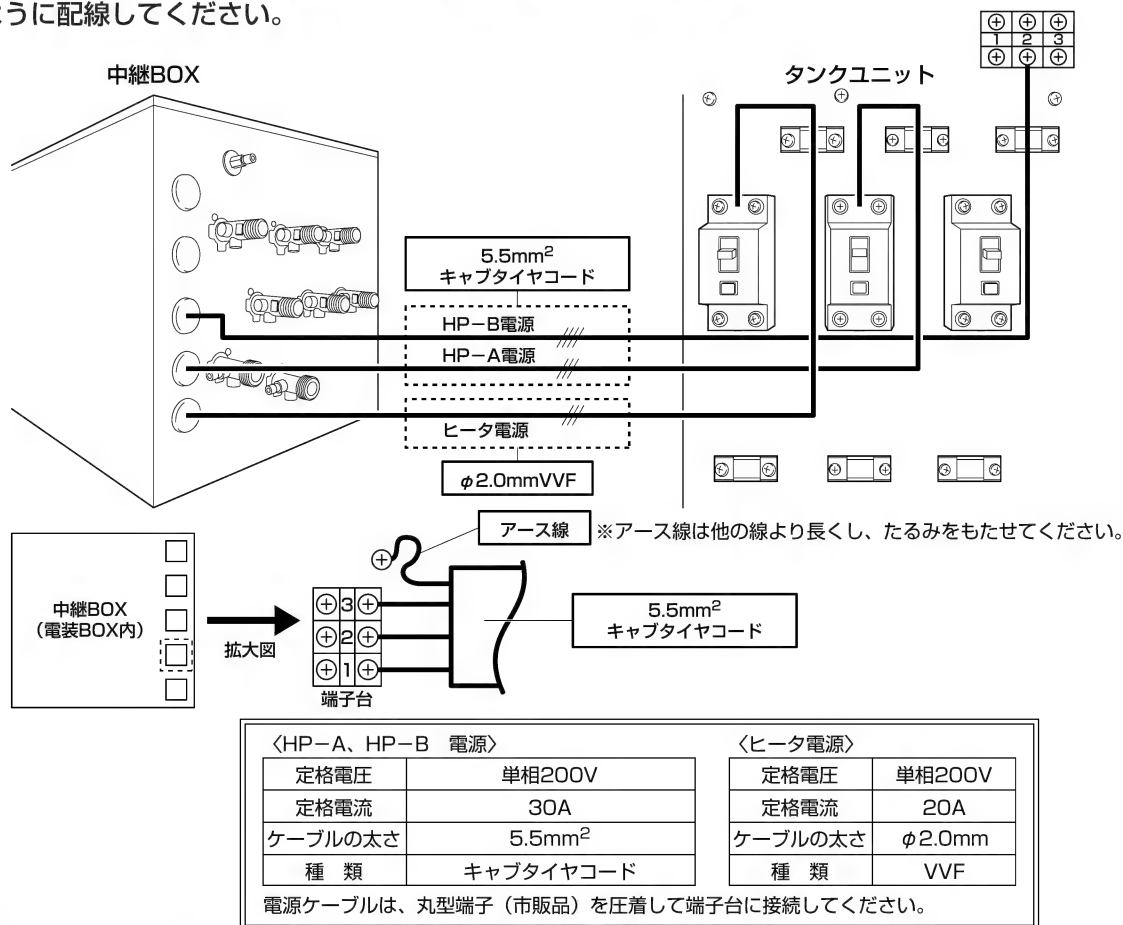 ように配線してください。
1 2 3
中継BOX
タンクユニット
5.5mm²
キャブタイヤコード
HP－B電源
HP－A電源
ヒータ電源
φ2.0mmVVF
アース線 ※アース線は他の線より長くし、たるみをもたせてください。
中継BOX
（電装BOX内）
拡大図
3
2
1
端子台
5.5mm²
キャブタイヤコード
〈HP－A、HP－B 電源〉
定格電圧 単相200V
定格電流 30A
ケーブルの太さ 5.5mm²
種 類 キャブタイヤコード
〈ヒータ電源〉
定格電圧 単相200V
定格電流 20A
ケーブルの太さ φ2.0mm
種 類 VVF
電源ケーブルは、丸型端子（市販品）を圧着して端子台に接続してください。